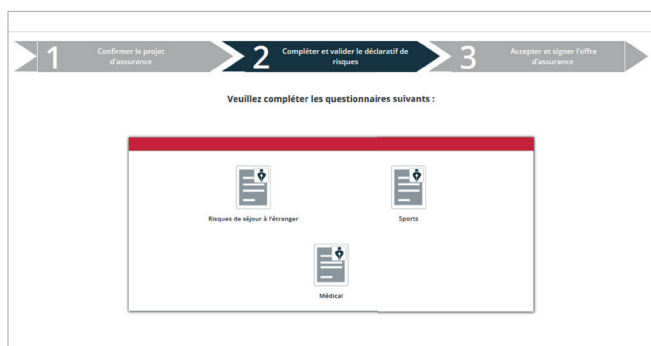 1
Confirmer le projet
d'assurance
2
Compléter et valider le déclaratif de
risques
3
Accepter et signer l'offre
d'assurance
Veuillez compléter les questionnaires suivants :
Risques de séjour à l'étranger
Sports
Médical